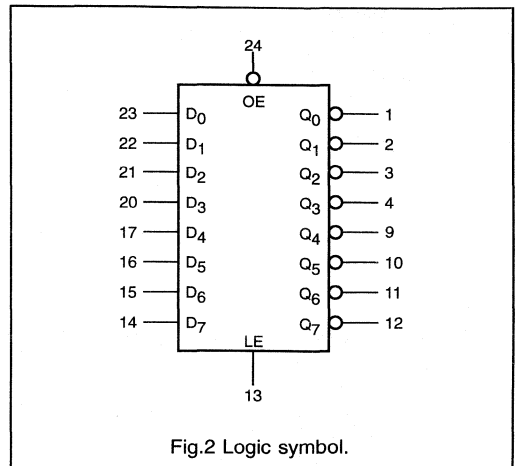 24
OE
23 D0 Q0 1
22 D1 Q1 2
21 D2 Q2 3
20 D3 Q3 4
17 D4 Q4 9
16 D5 Q5 10
15 D6 Q6 11
14 D7 Q7 12
LE
13
Fig.2 Logic symbol.